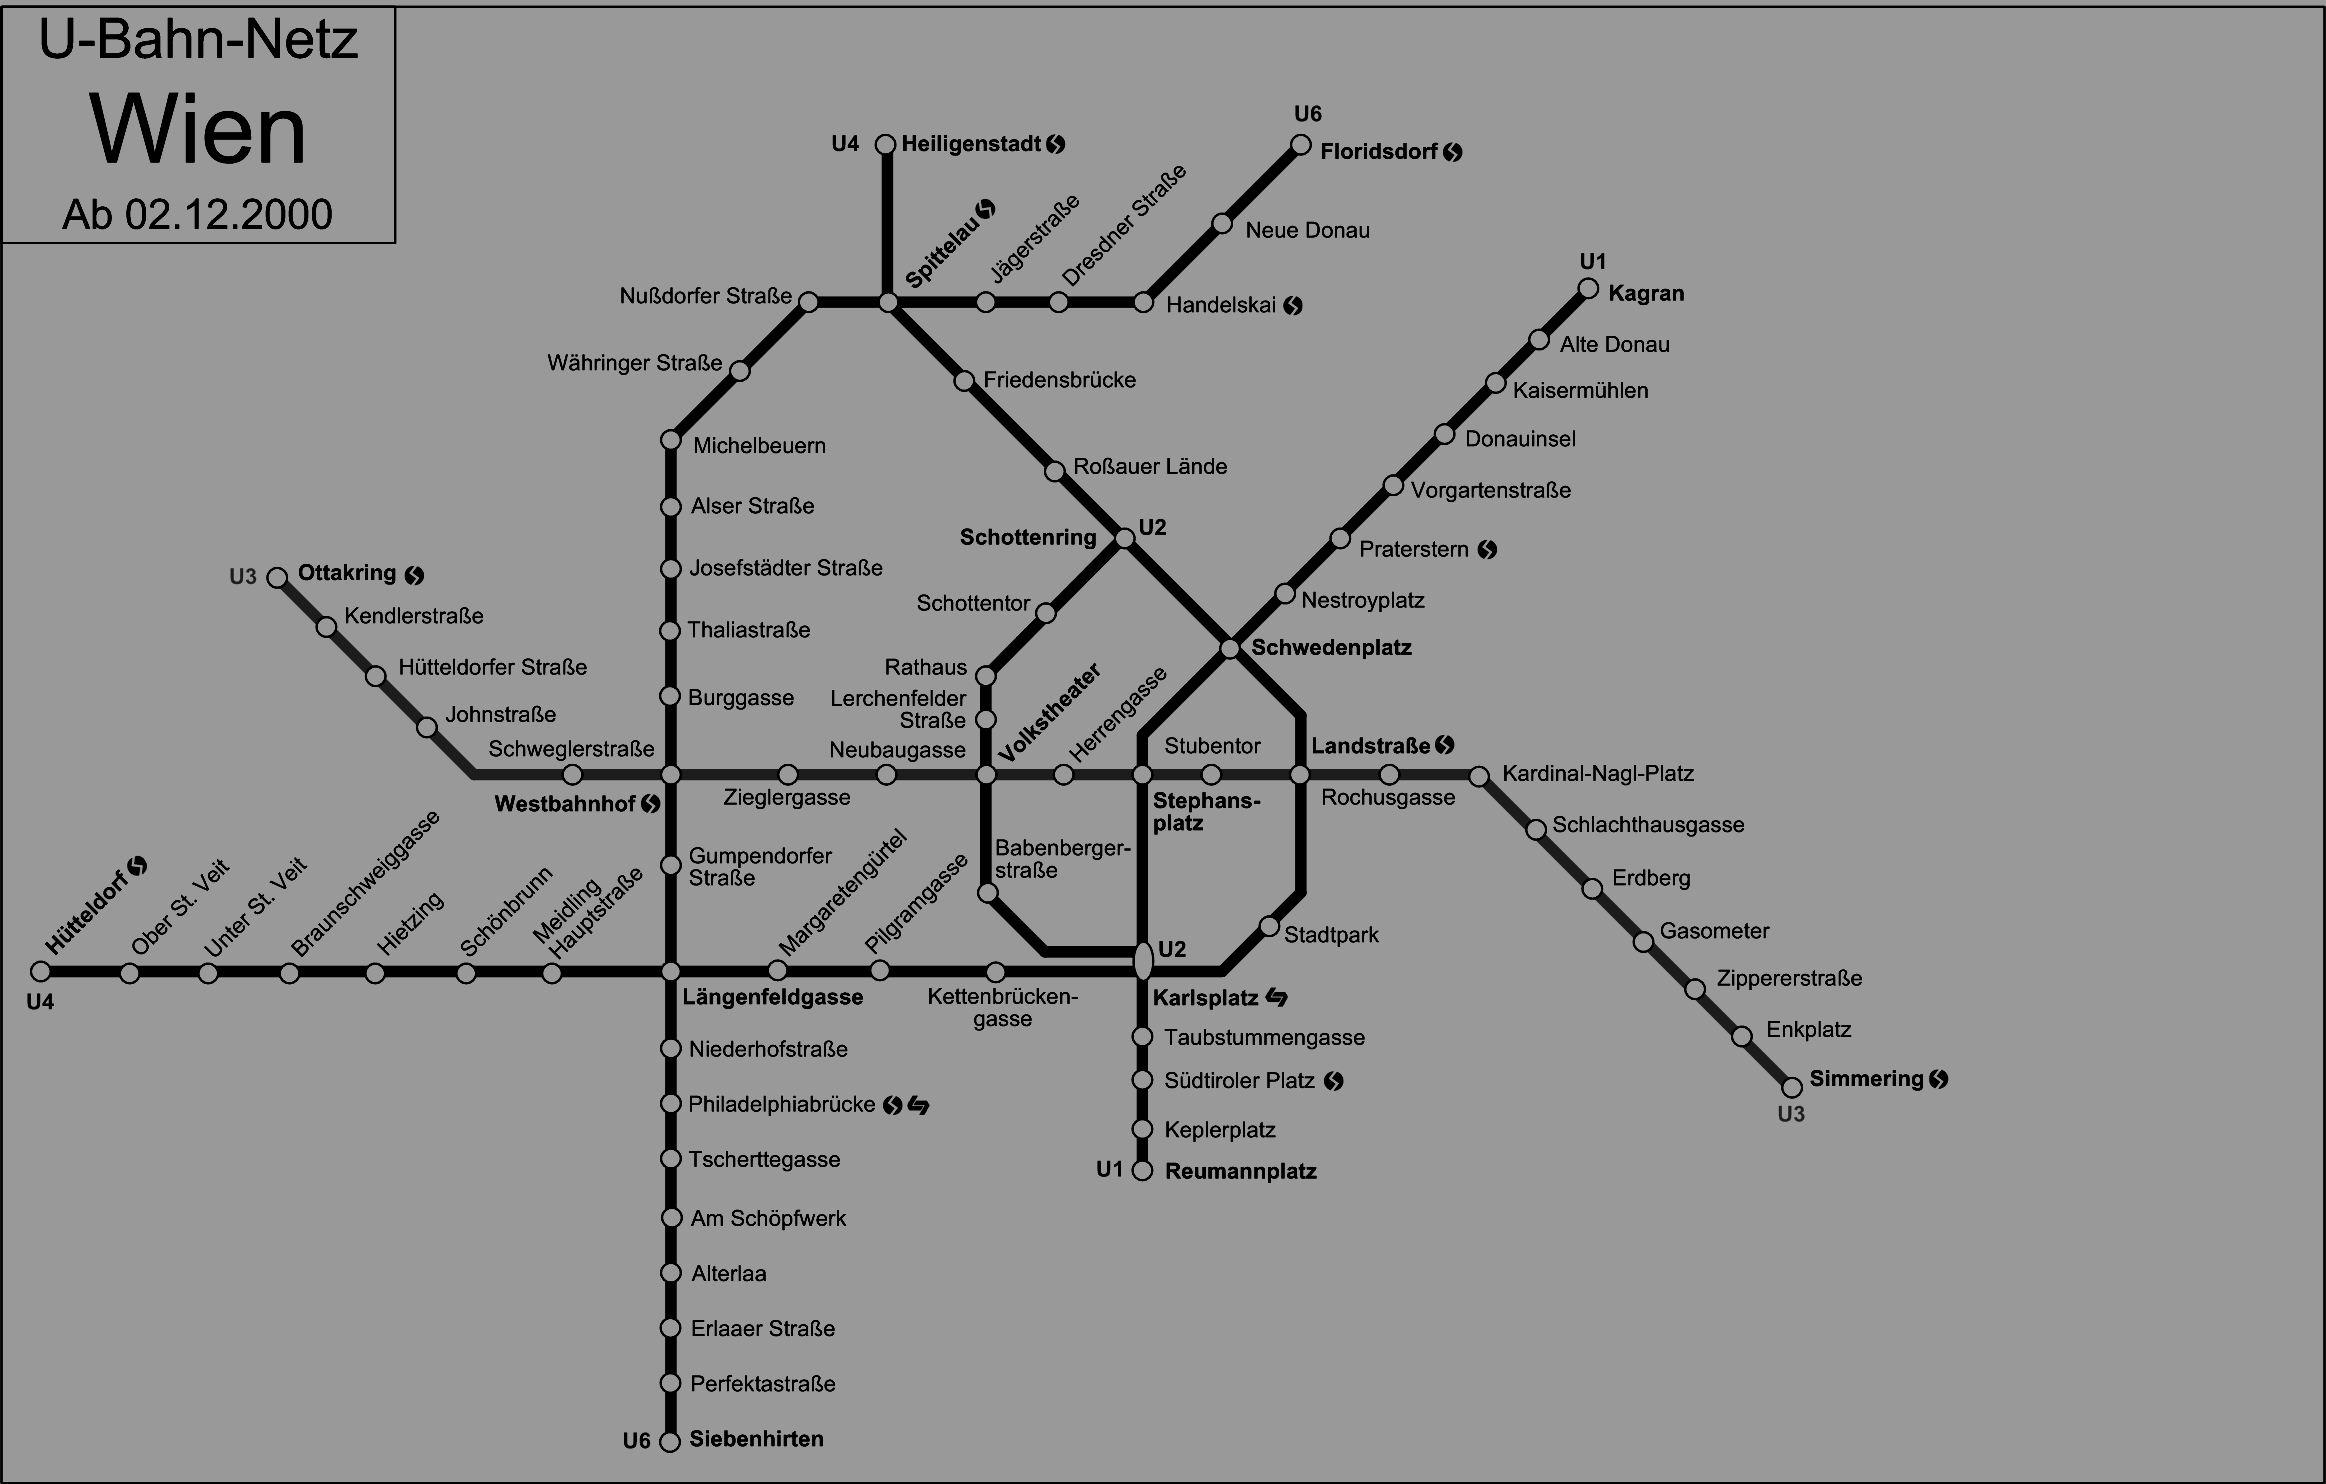 U-Bahn-Netz
Wien
Ab 02.12.2000
U4
Heiligenstadt
U6
Floridsdorf
Spittelau
Jägerstraße
Dresdner Straße
Neue Donau
Handelskai
U1
Kagran
Nußdorfer Straße
Alte Donau
Währinger Straße
Friedensbrücke
Kaisermühlen
Michelbeuern
Donauinsel
Roßauer Lände
Vorgartenstraße
Alser Straße
Schottenring
U2
Praterstern
Josefstädter Straße
U3
Ottakring
Kendlerstraße
Schottentor
Nestroyplatz
Thaliastraße
Schwedenplatz
Hütteldorfer Straße
Rathaus
Burggasse
Lerchenfelder
Straße
Volkstheater
Herrengasse
Johnstraße
Schweglerstraße
Neubaugasse
Stubentor
Landstraße
Kardinal-Nagl-Platz
Westbahnhof
Zieglergasse
Stephans-
platz
Rochusgasse
Schlachthausgasse
Gumpendorfer
Straße
Babenberger-
straße
Erdberg
Hütteldorf
Ober St. Veit
Unter St. Veit
Braunschweiggasse
Hietzing
Schönbrunn
Meidling
Hauptstraße
Margaretengürtel
Pilgramgasse
U2
Stadtpark
Gasometer
U4
Längenfeldgasse
Kettenbrücken-
gasse
Karlsplatz
Zippererstraße
Niederhofstraße
Taubstummengasse
Enkplatz
Philadelphiabrücke
Südtiroler Platz
Simmering
U3
Keplerplatz
Tscherttegasse
U1
Reumannplatz
Am Schöpfwerk
Alterlaa
Erlaaer Straße
Perfektastraße
U6
Siebenhirten